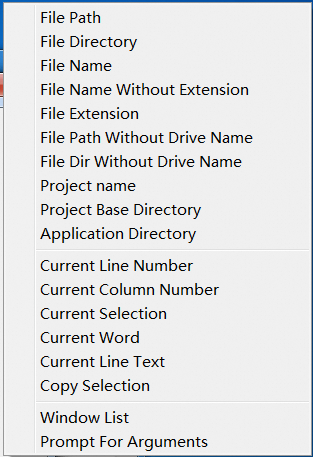 File Path
File Directory
File Name
File Name Without Extension
File Extension
File Path Without Drive Name
File Dir Without Drive Name
Project name
Project Base Directory
Application Directory
Current Line Number
Current Column Number
Current Selection
Current Word
Current Line Text
Copy Selection
Window List
Prompt For Arguments